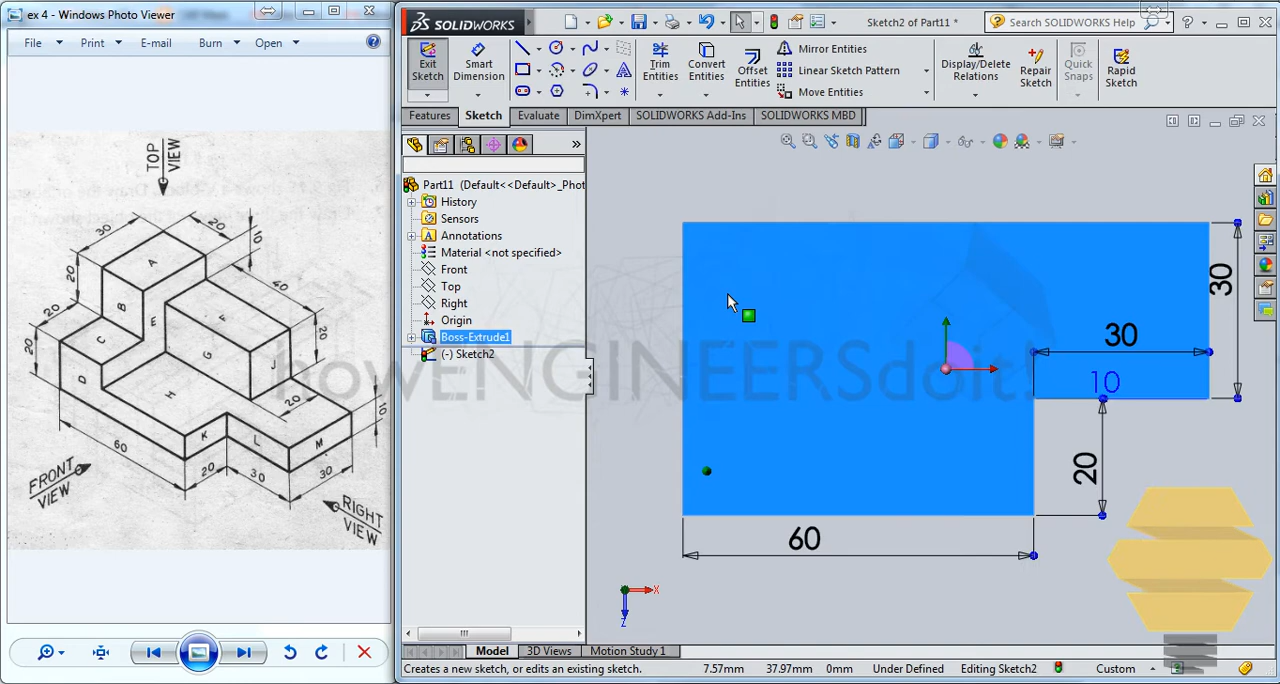 ex 4 - Windows Photo Viewer
File Print E-mail Burn Open
TOP VIEW
30 20 10
20 A
40
20 B E F
20
20 C G J
D H 20
10
60 K L M
20 30 30
FRONT VIEW
RIGHT VIEW
SOLIDWORKS
Sketch2 of Part11 *
Search SOLIDWORKS Help
Exit Sketch
Smart Dimension
Trim Entities
Convert Entities
Offset Entities
Mirror Entities
Linear Sketch Pattern
Move Entities
Display/Delete Relations
Repair Sketch
Quick Snaps
Rapid Sketch
Features Sketch Evaluate DimXpert SOLIDWORKS Add-Ins SOLIDWORKS MBD
Part11 (Default<<Default>_Phot
History
Sensors
Annotations
Material <not specified>
Front
Top
Right
Origin
Boss-Extrude1
(-) Sketch2
30
30
10
20
60
X
Z
howENGINEERSdoit!
Model 3D Views Motion Study 1
Creates a new sketch, or edits an existing sketch. 7.57mm 37.97mm 0mm Under Defined Editing Sketch2 Custom